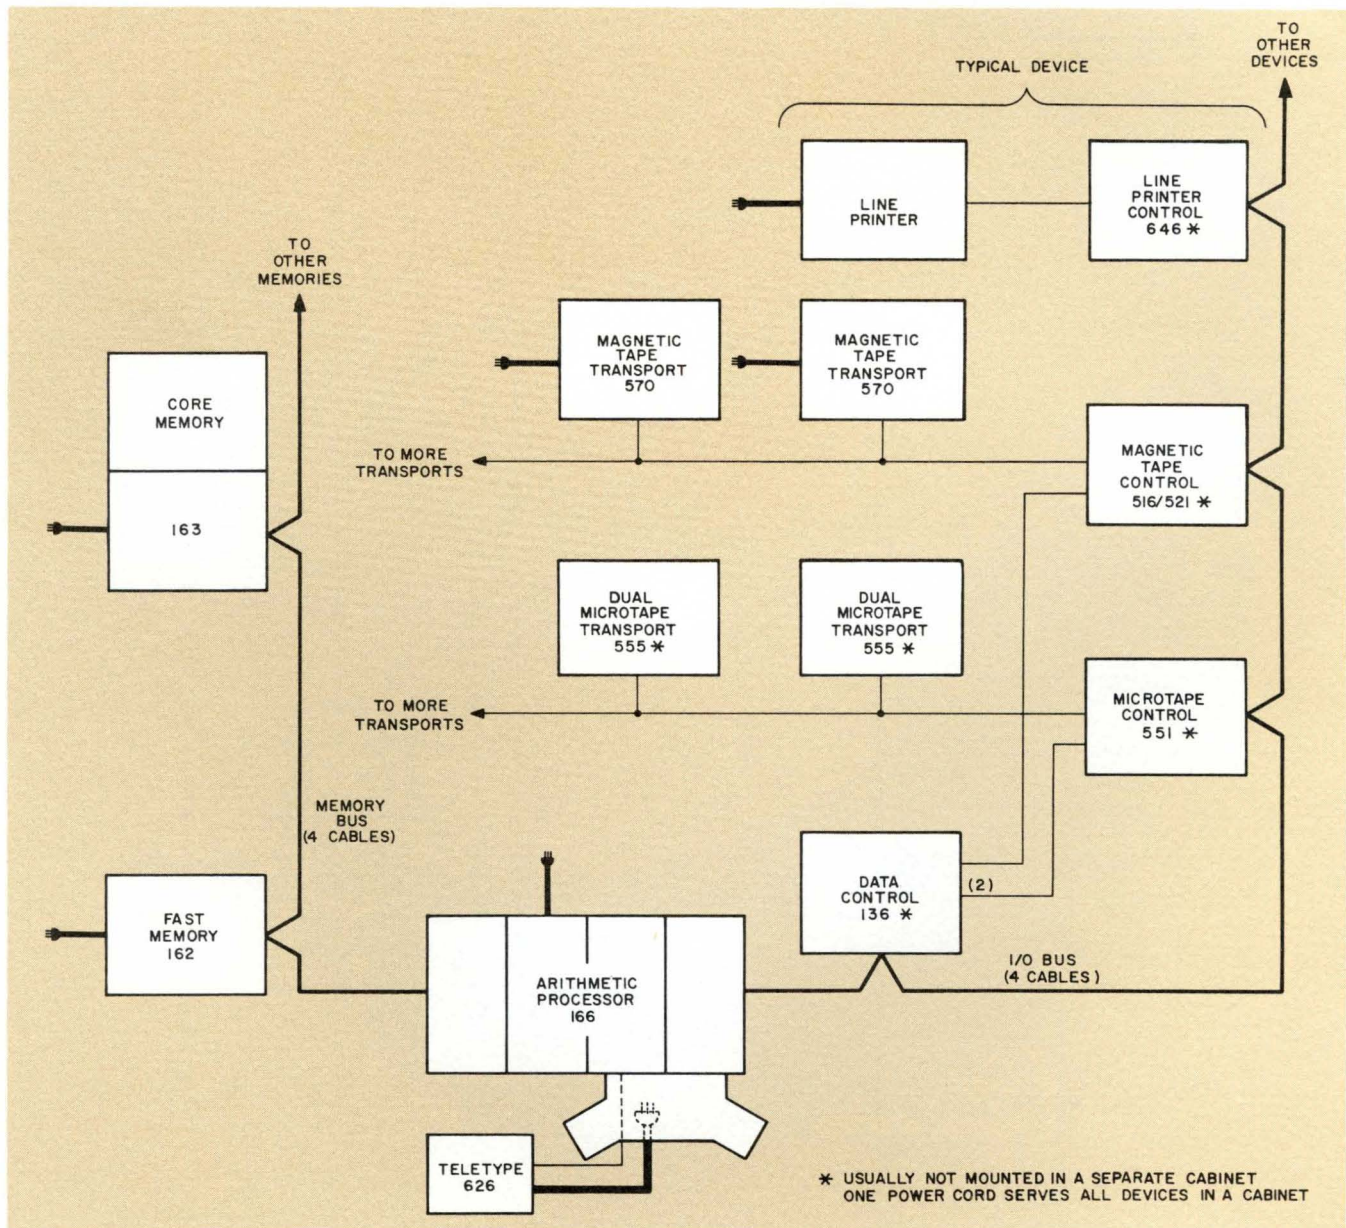 TO
OTHER
DEVICES
TYPICAL DEVICE
LINE
PRINTER
LINE
PRINTER
CONTROL
646 *
TO
OTHER
MEMORIES
MAGNETIC
TAPE
TRANSPORT
570
MAGNETIC
TAPE
TRANSPORT
570
CORE
MEMORY
163
TO MORE
TRANSPORTS
MAGNETIC
TAPE
CONTROL
516/521 *
DUAL
MICROTAPE
TRANSPORT
555 *
DUAL
MICROTAPE
TRANSPORT
555 *
TO MORE
TRANSPORTS
MICROTAPE
CONTROL
551 *
MEMORY
BUS
(4 CABLES)
FAST
MEMORY
162
DATA
CONTROL
136 *
(2)
I/O BUS
(4 CABLES)
ARITHMETIC
PROCESSOR
166
TELETYPE
626
* USUALLY NOT MOUNTED IN A SEPARATE CABINET
ONE POWER CORD SERVES ALL DEVICES IN A CABINET